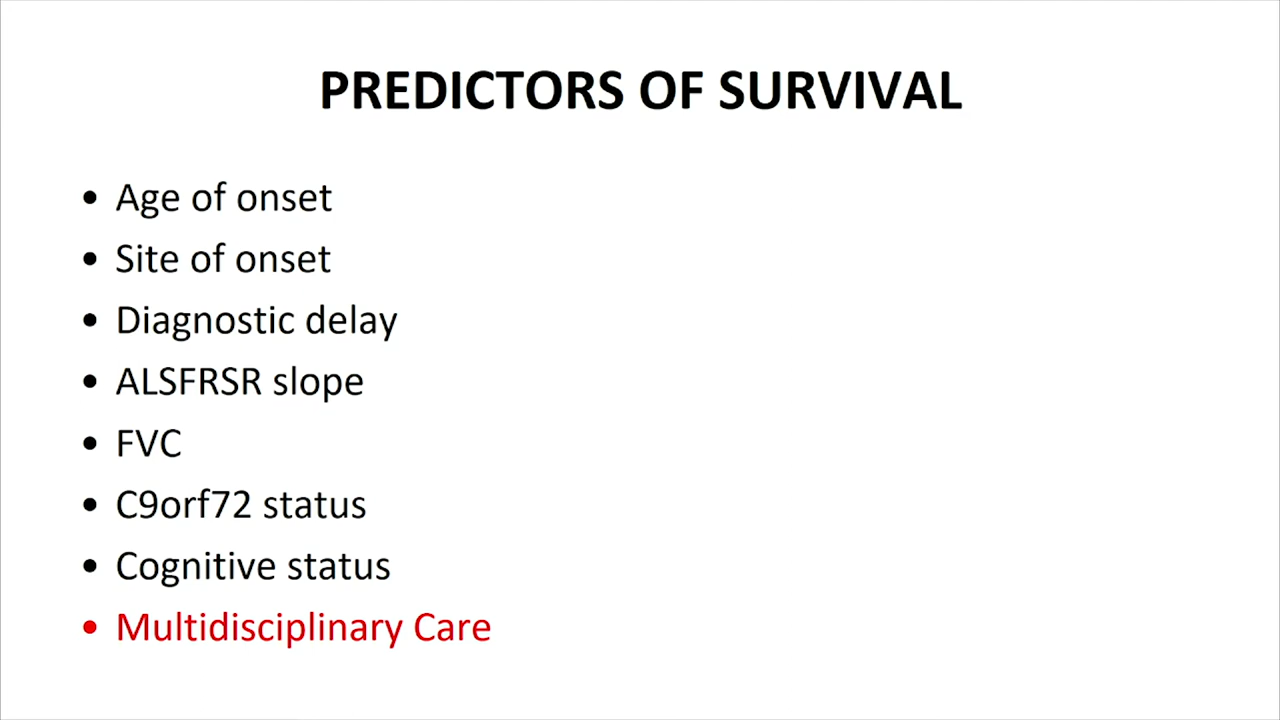 PREDICTORS OF SURVIVAL
• Age of onset
• Site of onset
• Diagnostic delay
• ALSFRSR slope
• FVC
• C9orf72 status
• Cognitive status
• Multidisciplinary Care